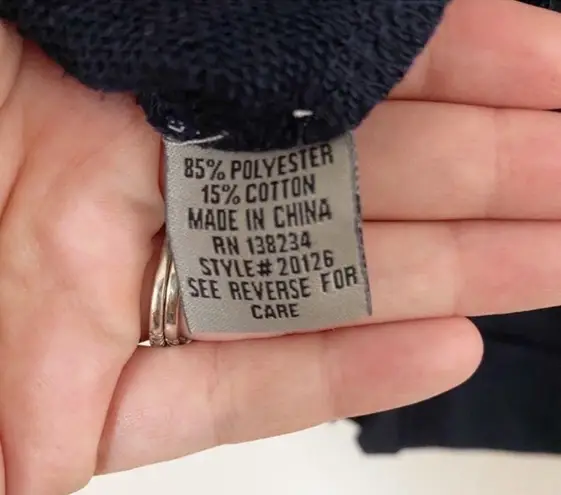 85% POLYESTER
15% COTTON
MADE IN CHINA
RN 138234
STYLE# 20126
SEE REVERSE FOR
CARE